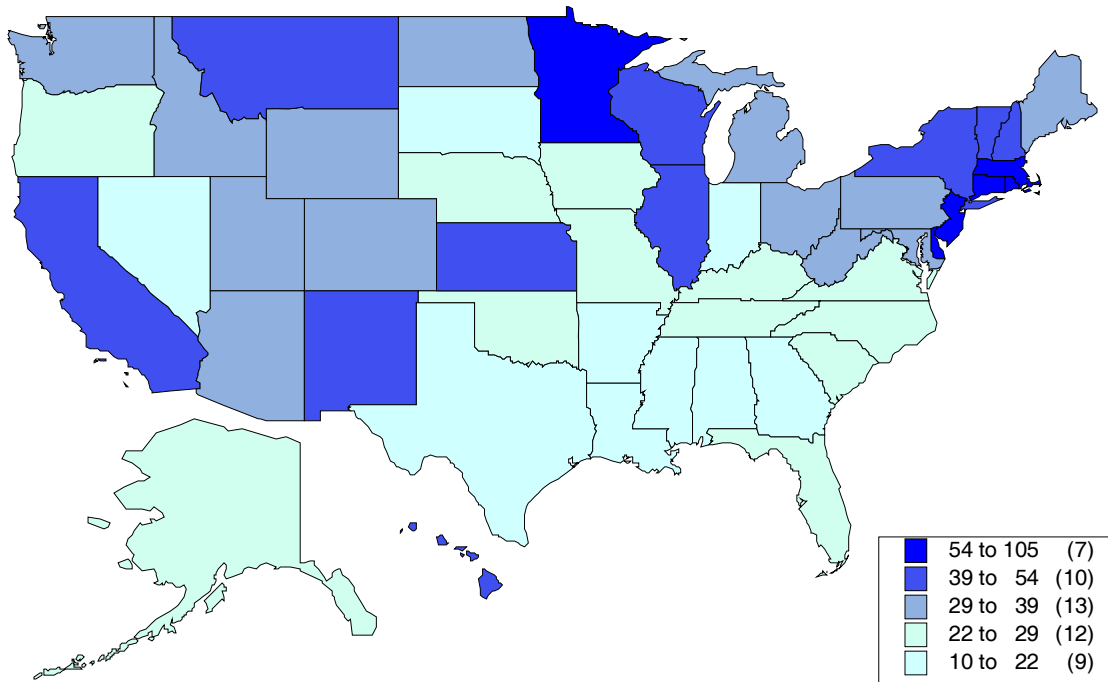 54 to 105 (7)
39 to 54 (10)
29 to 39 (13)
22 to 29 (12)
10 to 22 (9)